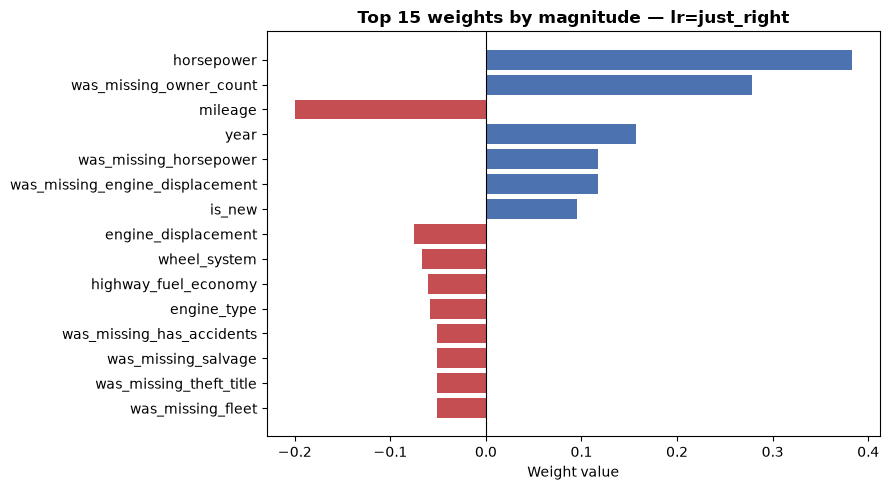 Top 15 weights by magnitude — lr=just_right
horsepower
was_missing_owner_count
mileage
year
was_missing_horsepower
was_missing_engine_displacement
is_new
engine_displacement
wheel_system
highway_fuel_economy
engine_type
was_missing_has_accidents
was_missing_salvage
was_missing_theft_title
was_missing_fleet
−0.2 −0.1 0.0 0.1 0.2 0.3 0.4
Weight value